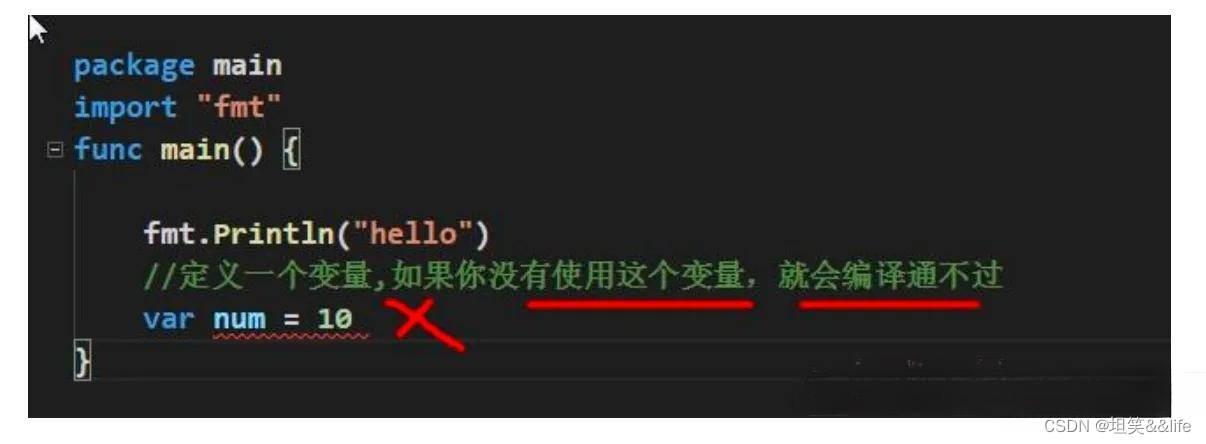 package main
import "fmt"
func main() {
fmt.Println("hello")
//定义一个变量,如果你没有使用这个变量，就会编译通不过
var num = 10
}
CSDN @坦笑&&life